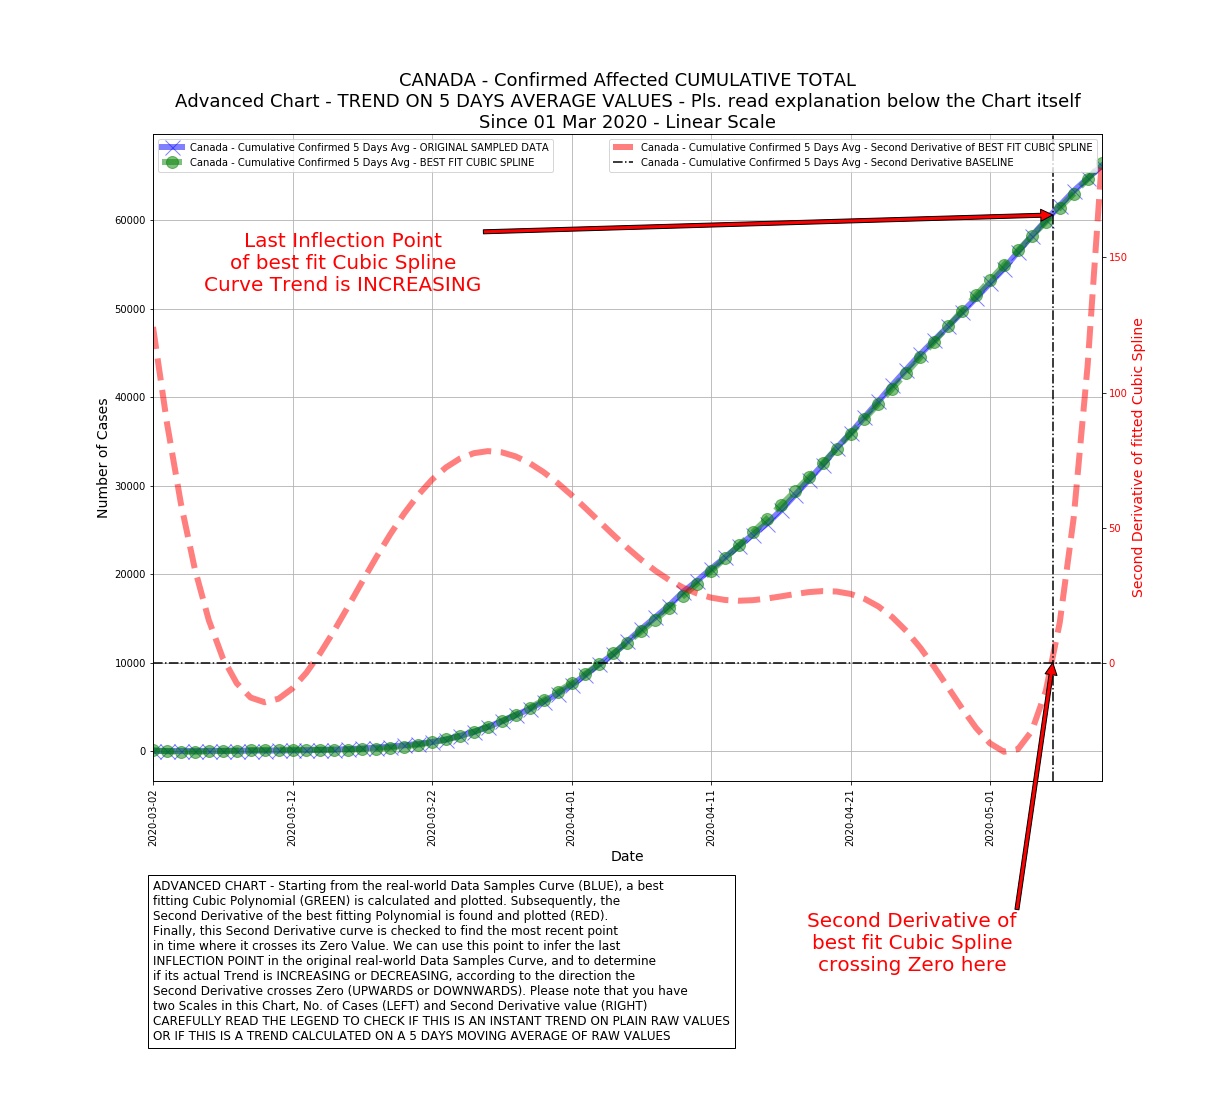 CANADA - Confirmed Affected CUMULATIVE TOTAL
Advanced Chart - TREND ON 5 DAYS AVERAGE VALUES - Pls. read explanation below the Chart itself
Since 01 Mar 2020 - Linear Scale
Canada - Cumulative Confirmed 5 Days Avg - ORIGINAL SAMPLED DATA
Canada - Cumulative Confirmed 5 Days Avg - BEST FIT CUBIC SPLINE
Canada - Cumulative Confirmed 5 Days Avg - Second Derivative of BEST FIT CUBIC SPLINE
Canada - Cumulative Confirmed 5 Days Avg - Second Derivative BASELINE
Last Inflection Point
of best fit Cubic Spline
Curve Trend is INCREASING
Number of Cases
60000
50000
40000
30000
20000
10000
0
150
100
50
0
Second Derivative of fitted Cubic Spline
2020-03-02
2020-03-12
2020-03-22
2020-04-01
2020-04-11
2020-04-21
2020-05-01
Date
ADVANCED CHART - Starting from the real-world Data Samples Curve (BLUE), a best
fitting Cubic Polynomial (GREEN) is calculated and plotted. Subsequently, the
Second Derivative of the best fitting Polynomial is found and plotted (RED).
Finally, this Second Derivative curve is checked to find the most recent point
in time where it crosses its Zero Value. We can use this point to infer the last
INFLECTION POINT in the original real-world Data Samples Curve, and to determine
if its actual Trend is INCREASING or DECREASING, according to the direction the
Second Derivative crosses Zero (UPWARDS or DOWNWARDS). Please note that you have
two Scales in this Chart, No. of Cases (LEFT) and Second Derivative value (RIGHT)
CAREFULLY READ THE LEGEND TO CHECK IF THIS IS AN INSTANT TREND ON PLAIN RAW VALUES
OR IF THIS IS A TREND CALCULATED ON A 5 DAYS MOVING AVERAGE OF RAW VALUES
Second Derivative of
best fit Cubic Spline
crossing Zero here